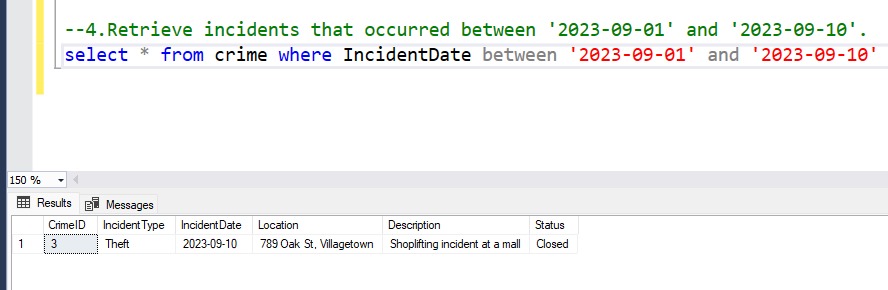 --4.Retrieve incidents that occurred between '2023-09-01' and '2023-09-10'.
select * from crime where IncidentDate between '2023-09-01' and '2023-09-10'
150 %
Results Messages
CrimeID IncidentType IncidentDate Location Description Status
1 3 Theft 2023-09-10 789 Oak St, Villagetown Shoplifting incident at a mall Closed